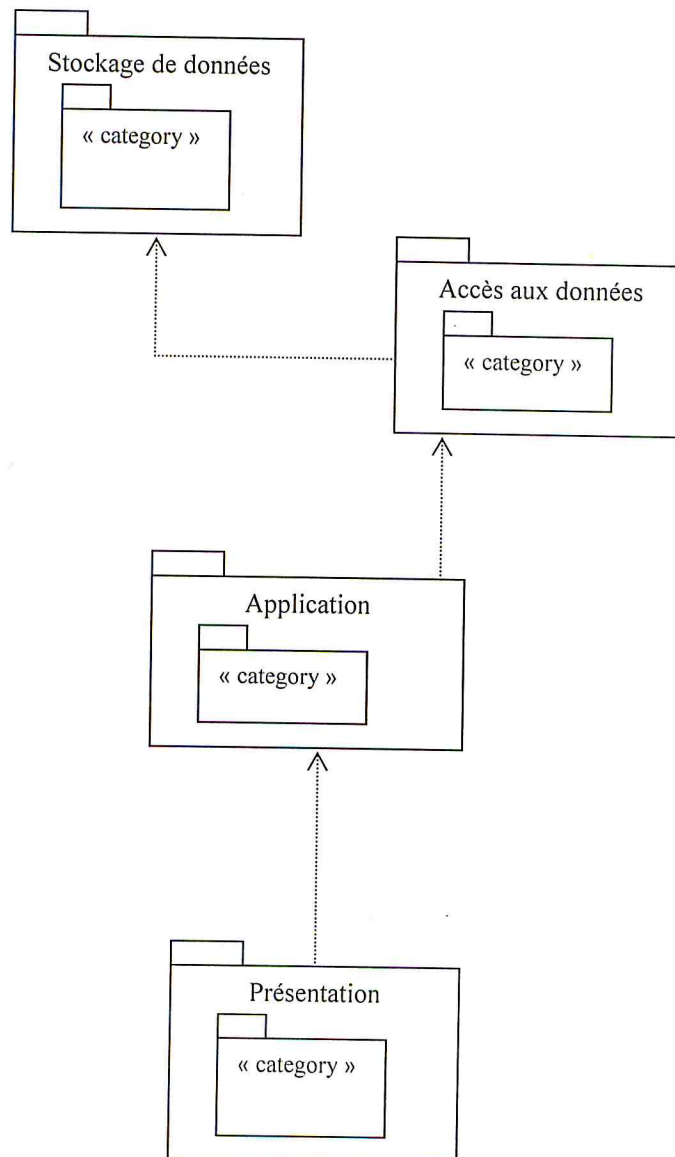 Stockage de données
« category »
Accès aux données
« category »
Application
« category »
Présentation
« category »